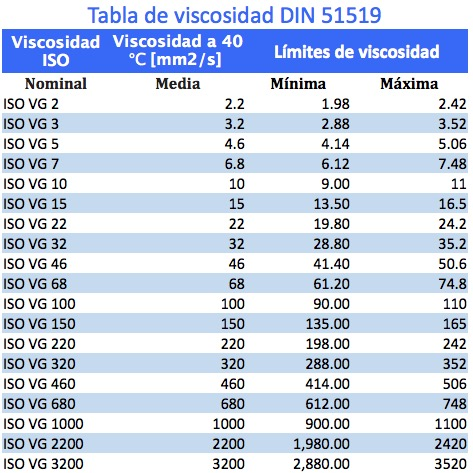 Tabla de viscosidad DIN 51519
Viscosidad ISO Viscosidad a 40 °C [mm2/s] Límites de viscosidad
Nominal Media Mínima Máxima
ISO VG 2 2.2 1.98 2.42
ISO VG 3 3.2 2.88 3.52
ISO VG 5 4.6 4.14 5.06
ISO VG 7 6.8 6.12 7.48
ISO VG 10 10 9.00 11
ISO VG 15 15 13.50 16.5
ISO VG 22 22 19.80 24.2
ISO VG 32 32 28.80 35.2
ISO VG 46 46 41.40 50.6
ISO VG 68 68 61.20 74.8
ISO VG 100 100 90.00 110
ISO VG 150 150 135.00 165
ISO VG 220 220 198.00 242
ISO VG 320 320 288.00 352
ISO VG 460 460 414.00 506
ISO VG 680 680 612.00 748
ISO VG 1000 1000 900.00 1100
ISO VG 2200 2200 1,980.00 2420
ISO VG 3200 3200 2,880.00 3520